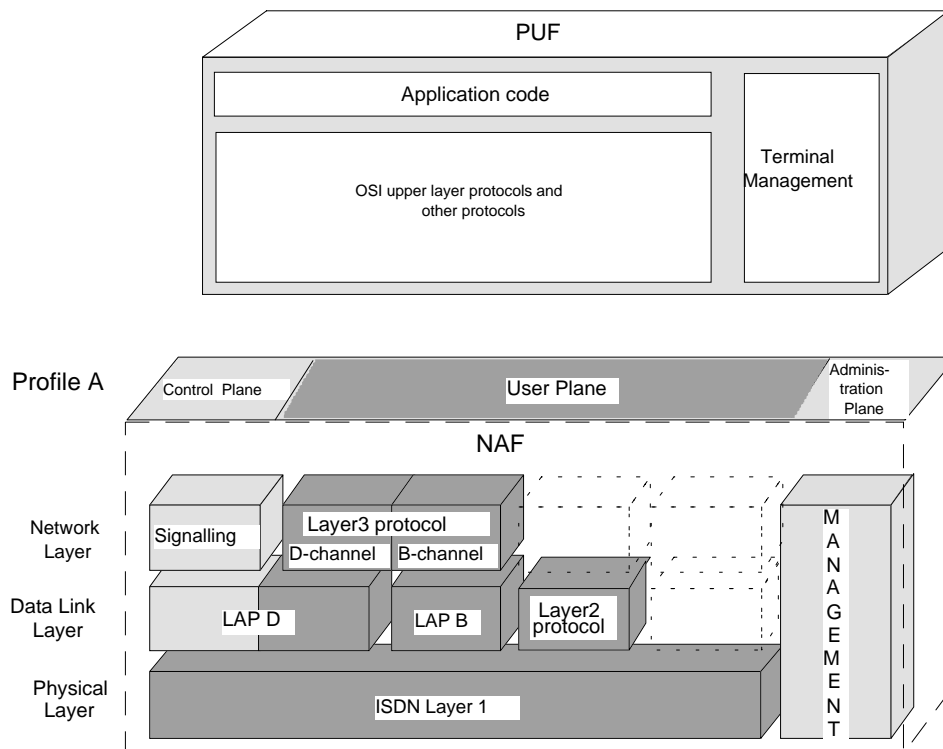 PUF
Application code
OSI upper layer protocols and
other protocols
Terminal
Management
Profile A
Control Plane
User Plane
Adminis-
tration
Plane
NAF
Network
Layer
Signalling
Layer3 protocol
D-channel
B-channel
Data Link
Layer
LAP D
LAP B
Layer2
protocol
Physical
Layer
ISDN Layer 1
MANAGEMENT